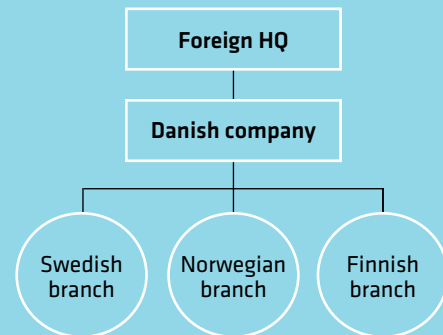 Foreign HQ
Danish company
Swedish
branch
Norwegian
branch
Finnish
branch